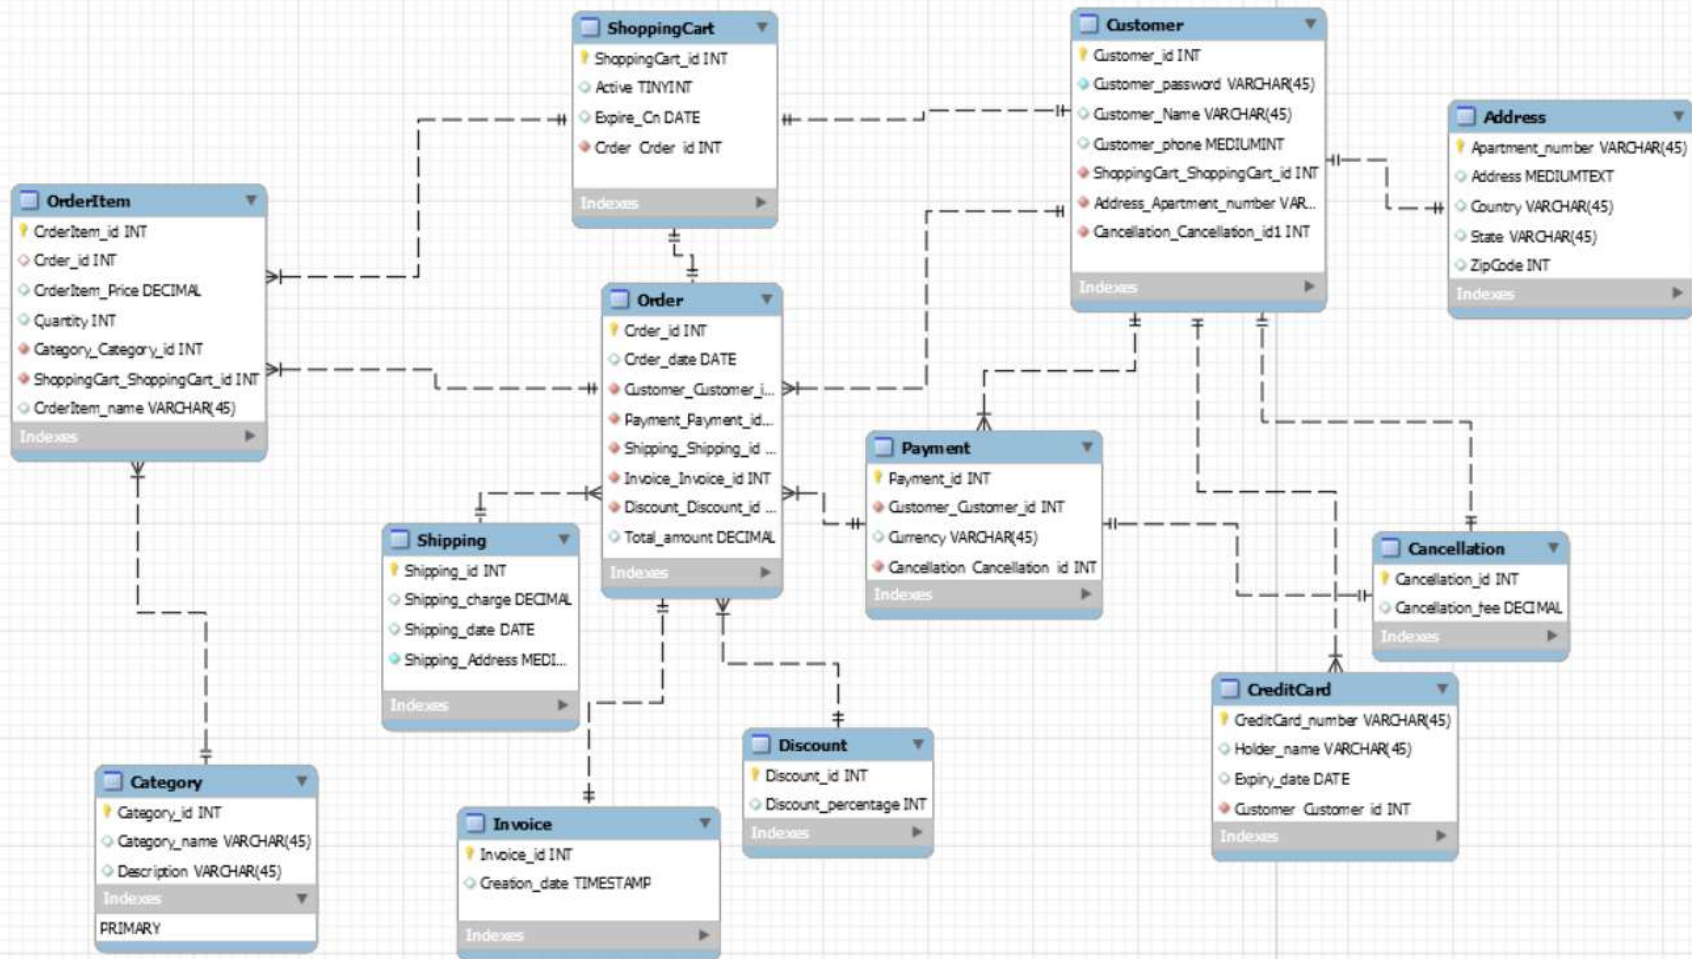 ShoppingCart
ShoppingCart_id INT
Active TINYINT
Expire_On DATE
Order_Order_id INT
Indexes
Customer
Customer_id INT
Customer_password VARCHAR(45)
Customer_Name VARCHAR(45)
Customer_phone MEDIUMINT
ShoppingCart_ShoppingCart_id INT
Address_Apartment_number VAR...
Cancellation_Cancellation_id1 INT
Indexes
Address
Apartment_number VARCHAR(45)
Address MEDIUMTEXT
Country VARCHAR(45)
State VARCHAR(45)
ZipCode INT
Indexes
OrderItem
OrderItem_id INT
Order_id INT
OrderItem_Price DECIMAL
Quantity INT
Category_Category_id INT
ShoppingCart_ShoppingCart_id INT
OrderItem_name VARCHAR(45)
Indexes
Order
Order_id INT
Order_date DATE
Customer_Customer_i...
Payment_Payment_id...
Shipping_Shipping_id ...
Invoice_Invoice_id INT
Discount_Discount_id ...
Total_amount DECIMAL
Indexes
Payment
Payment_id INT
Customer_Customer_id INT
Currency VARCHAR(45)
Cancellation_Cancellation_id INT
Indexes
Shipping
Shipping_id INT
Shipping_charge DECIMAL
Shipping_date DATE
Shipping_Address MEDI...
Indexes
Cancellation
Cancellation_id INT
Cancellation_fee DECIMAL
Indexes
CreditCard
CreditCard_number VARCHAR(45)
Holder_name VARCHAR(45)
Expiry_date DATE
Customer_Customer_id INT
Indexes
Discount
Discount_id INT
Discount_percentage INT
Indexes
Category
Category_id INT
Category_name VARCHAR(45)
Description VARCHAR(45)
Indexes
PRIMARY
Invoice
Invoice_id INT
Creation_date TIMESTAMP
Indexes